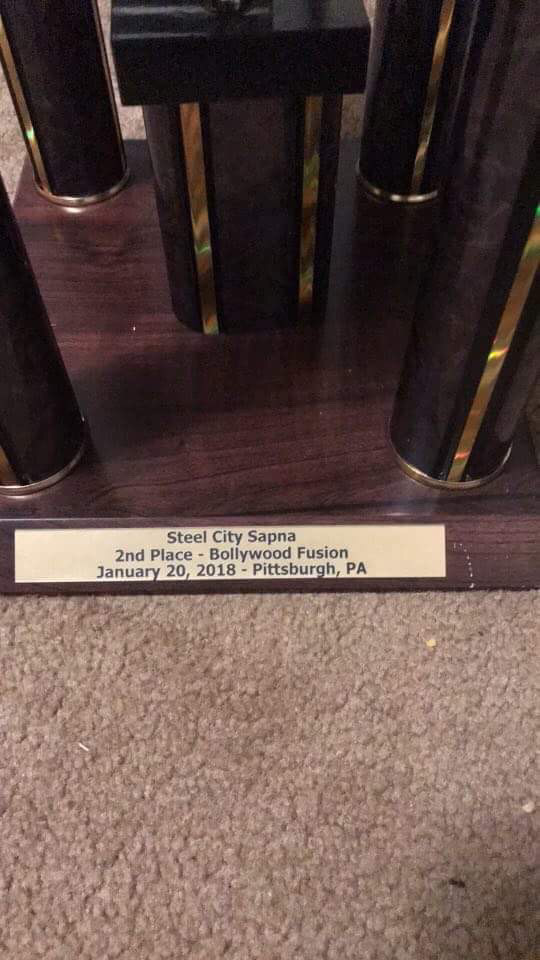 Steel City Sapna
2nd Place - Bollywood Fusion
January 20, 2018 - Pittsburgh, PA